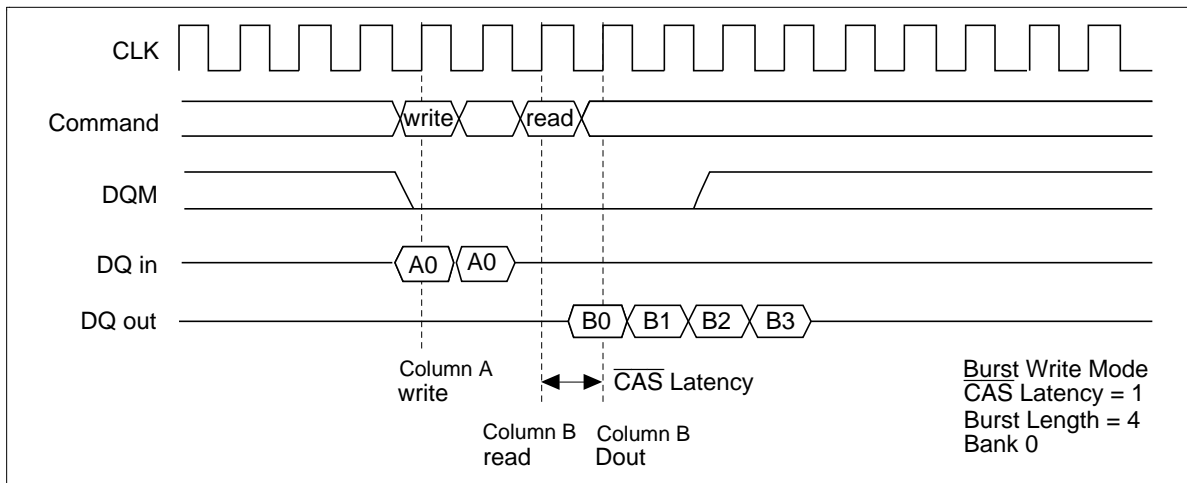 CLK
Command
write
read
DQM
DQ in
A0
A0
DQ out
B0
B1
B2
B3
Column A
write
CAS Latency
Column B
read
Column B
Dout
Burst Write Mode
CAS Latency = 1
Burst Length = 4
Bank 0